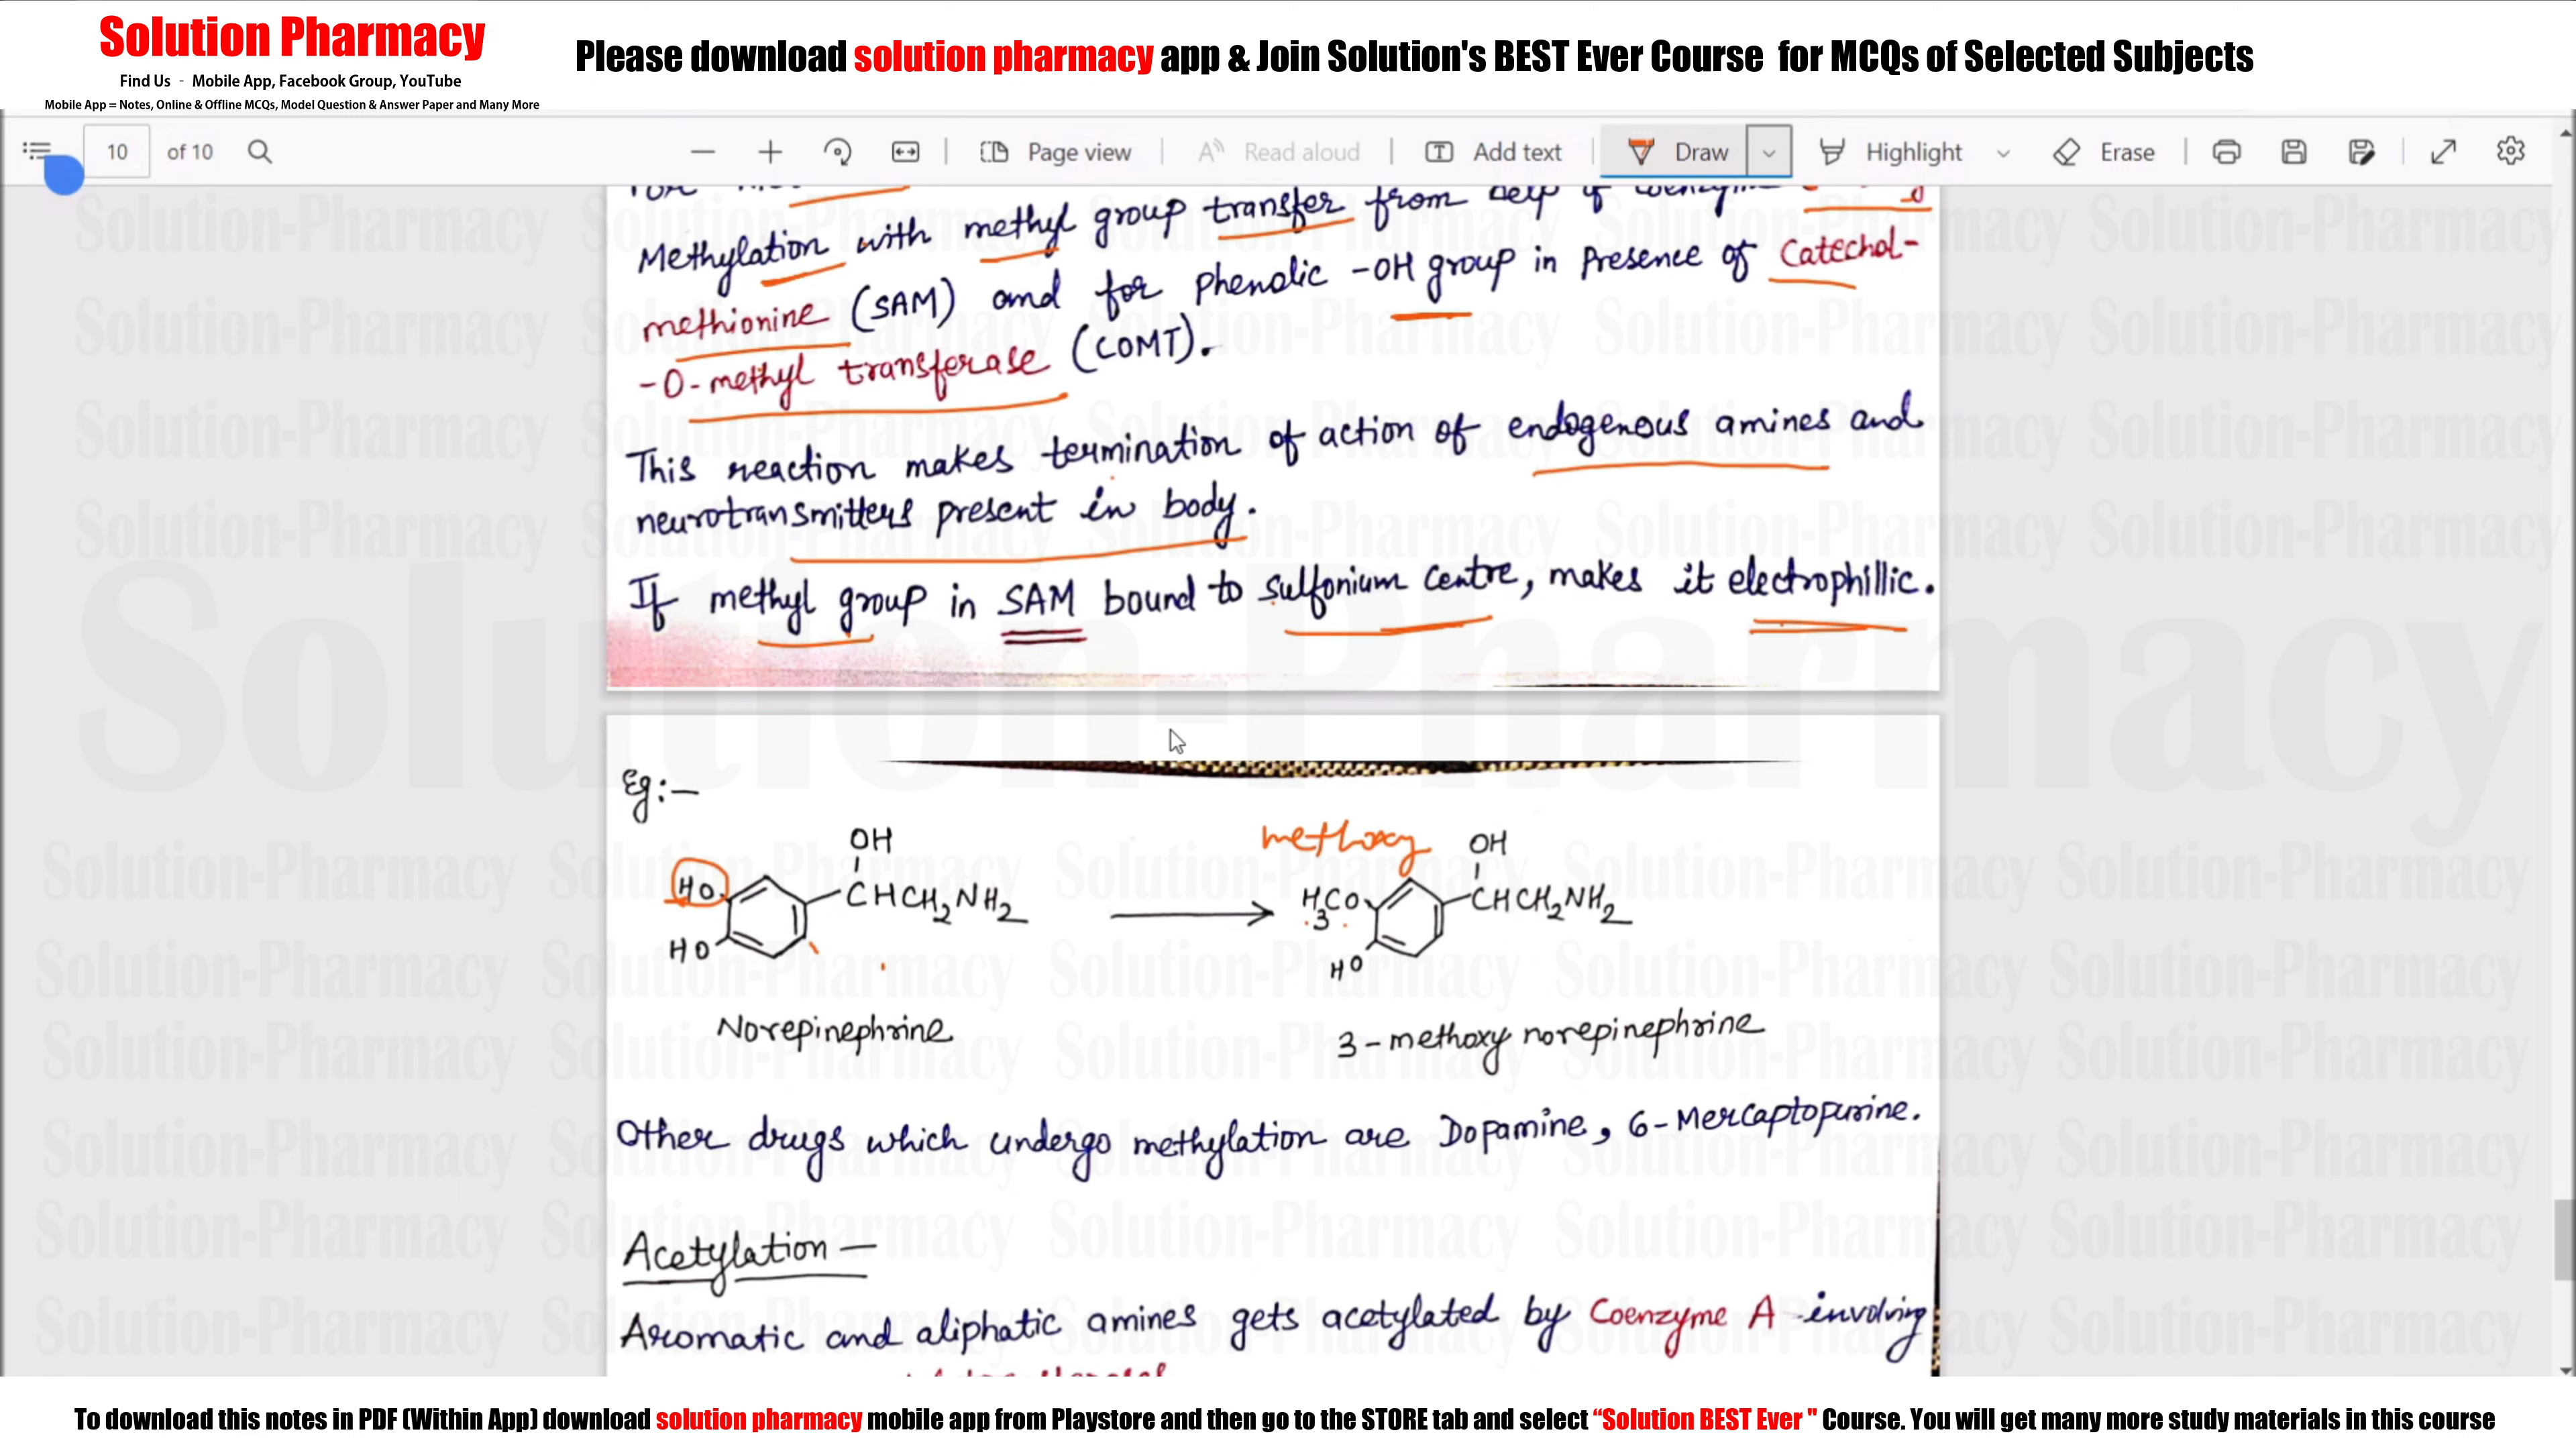 Solution Pharmacy
Find Us - Mobile App, Facebook Group, YouTube
Mobile App = Notes, Online & Offline MCQs, Model Question & Answer Paper and Many More
Please download solution pharmacy app & Join Solution's BEST Ever Course for MCQs of Selected Subjects
10 of 10 Page view Read aloud Add text Draw Highlight Erase
Methylation with methyl group transfer from help of
methionine (SAM) and for phenolic -OH group in presence of Catechol-
-O-methyl transferase (COMT).
This reaction makes termination of action of endogenous amines and
neurotransmitters present in body.
If methyl group in SAM bound to sulfonium centre, makes it electrophillic.
Eg:-
methoxy
OH OH
HO CHCH2NH2 H3CO CHCH2NH2
HO HO
Norepinephrine 3-methoxy norepinephrine
Other drugs which undergo methylation are Dopamine, 6-Mercaptopurine.
Acetylation -
Aromatic and aliphatic amines gets acetylated by Coenzyme A involving
Solution-Pharmacy
To download this notes in PDF (Within App) download solution pharmacy mobile app from Playstore and then go to the STORE tab and select “Solution BEST Ever " Course. You will get many more study materials in this course